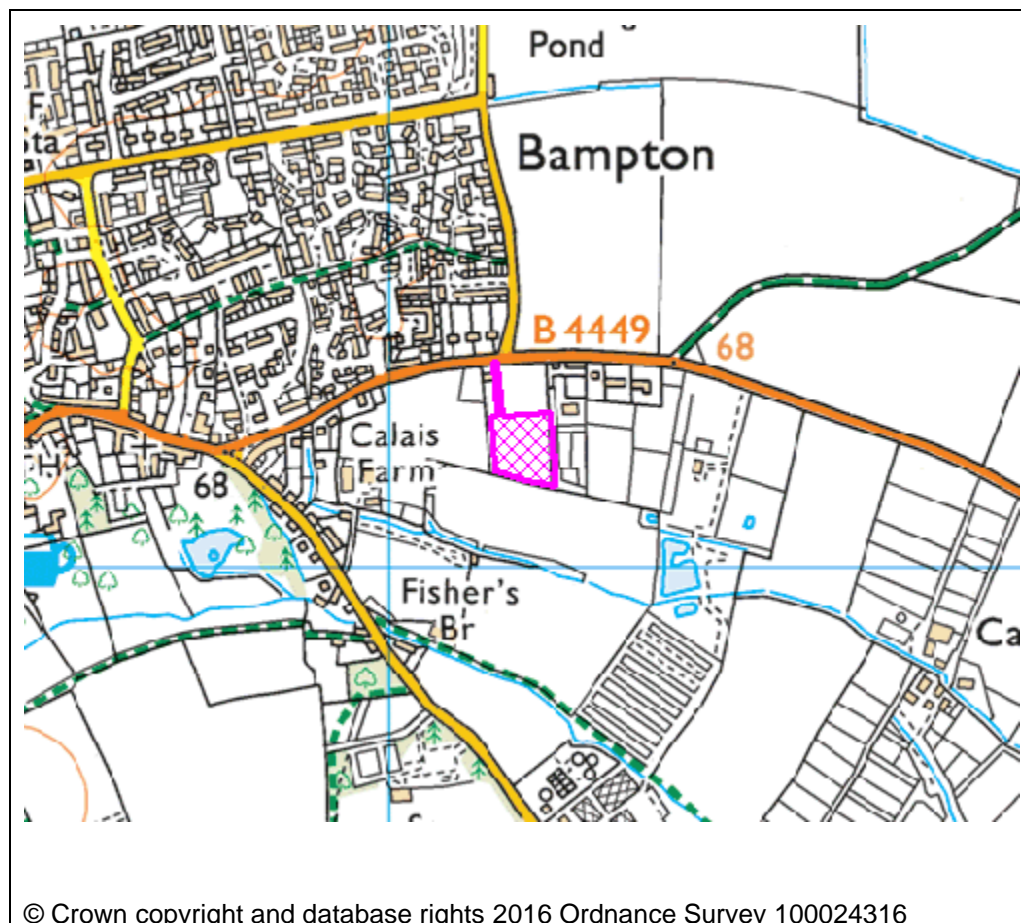 Pond
F
sta
Bampton
B 4449
68
Calais
Farm
H
68
Fisher's
Br
Ca
© Crown copyright and database rights 2016 Ordnance Survey 100024316